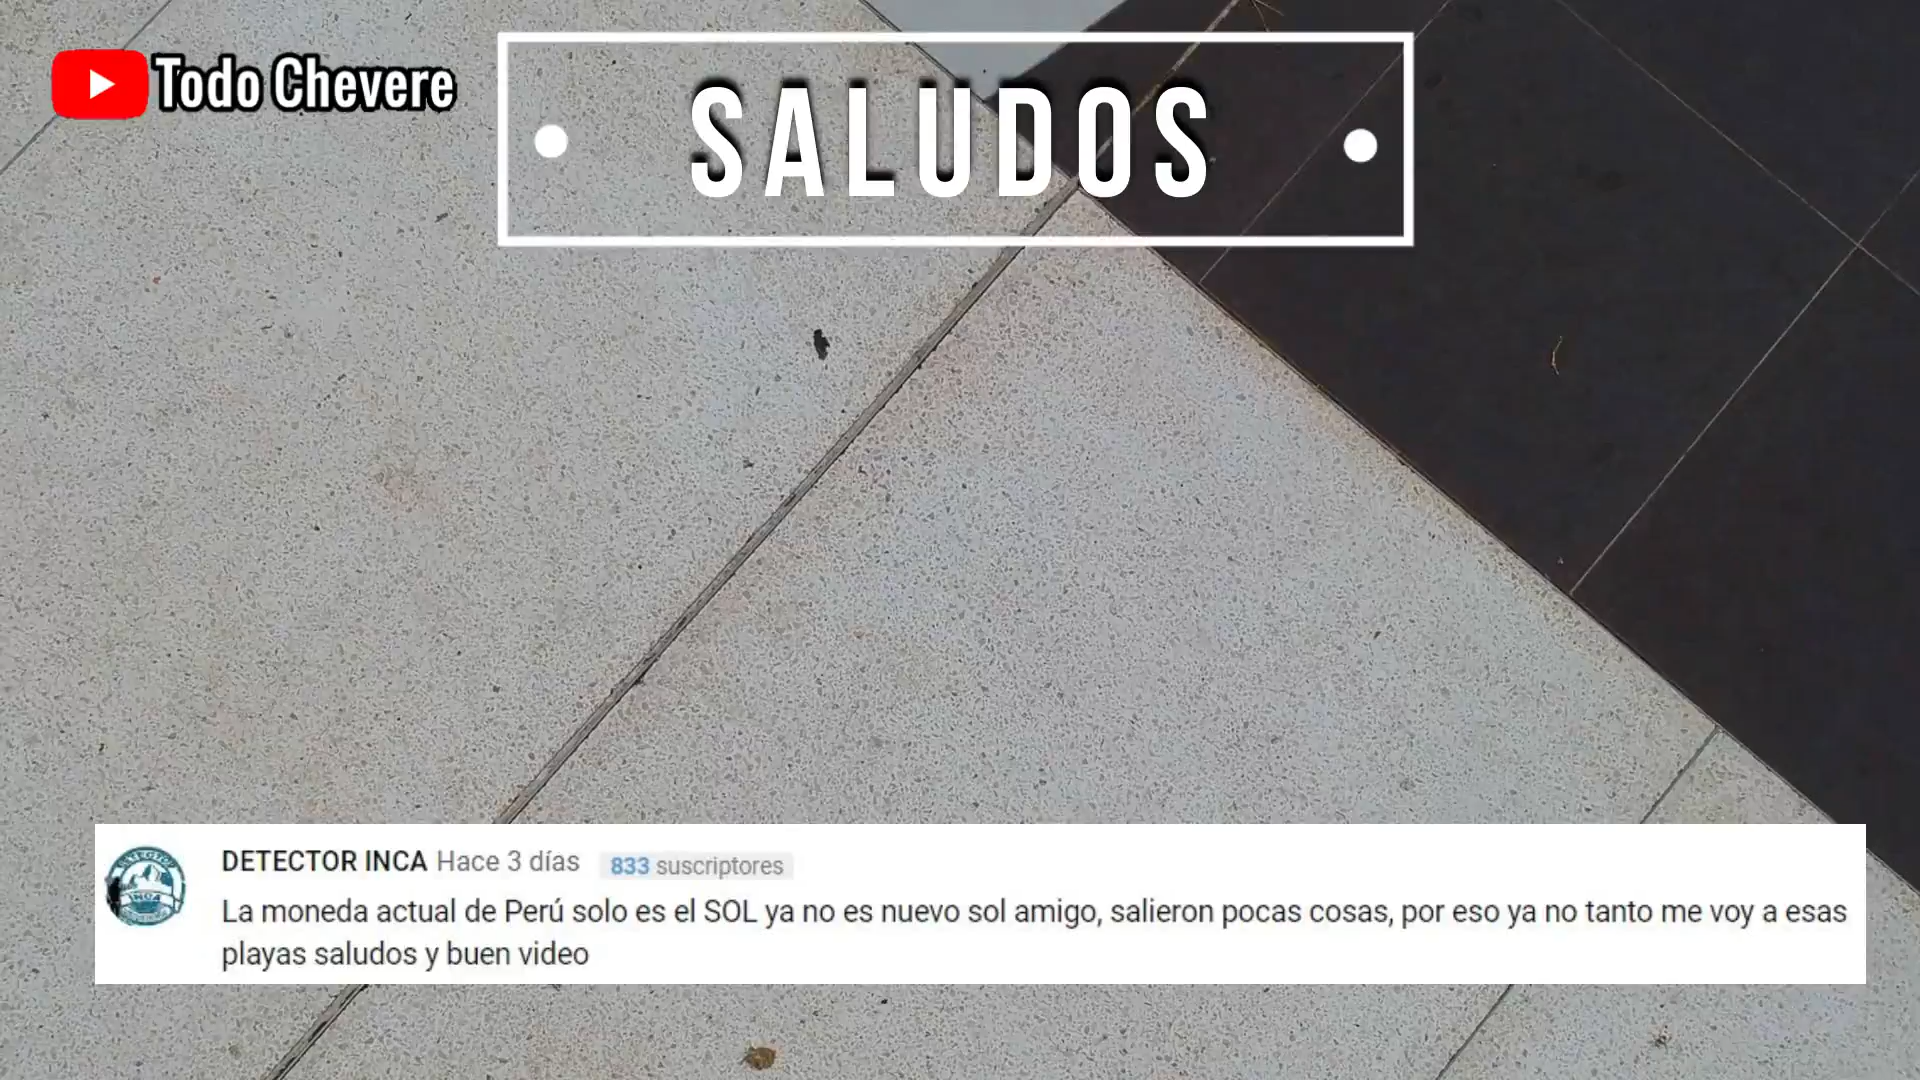 Todo Chevere
SALUDOS
DETECTOR INCA Hace 3 días 833 suscriptores
La moneda actual de Perú solo es el SOL ya no es nuevo sol amigo, salieron pocas cosas, por eso ya no tanto me voy a esas
playas saludos y buen video